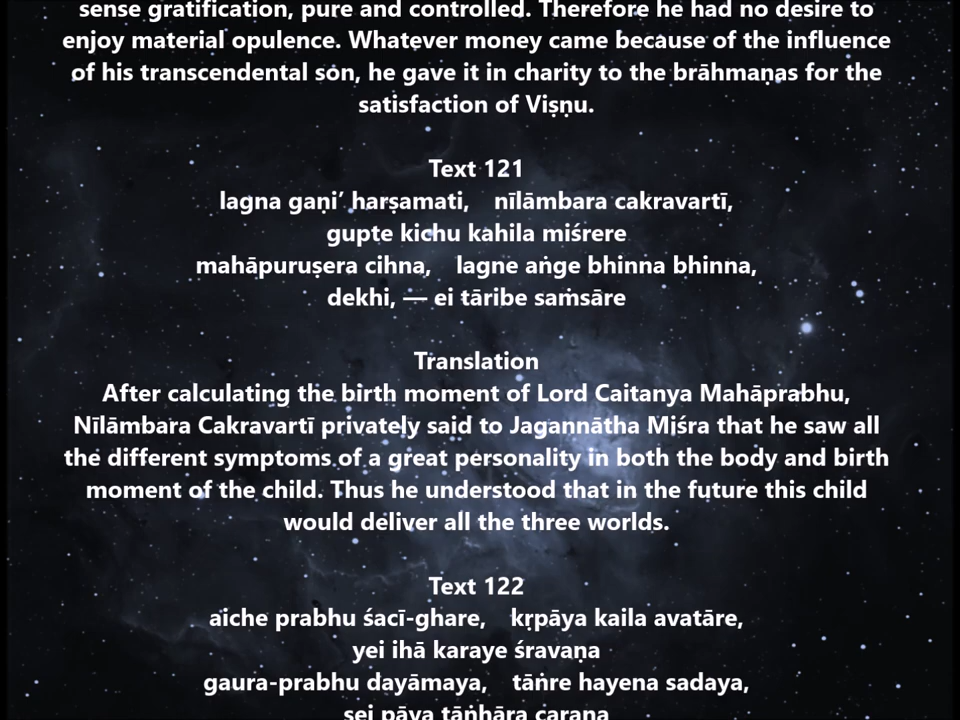 sense gratification, pure and controlled. Therefore he had no desire to
enjoy material opulence. Whatever money came because of the influence
of his transcendental son, he gave it in charity to the brāhmaṇas for the
satisfaction of Viṣṇu.
Text 121
lagna gaṇi’ harṣamati, nīlāmbara cakravartī,
gupte kichu kahila miśrere
mahāpuruṣera cihna, lagne aṅge bhinna bhinna,
dekhi, — ei tāribe saṁsāre
Translation
After calculating the birth moment of Lord Caitanya Mahāprabhu,
Nīlāmbara Cakravartī privately said to Jagannātha Miśra that he saw all
the different symptoms of a great personality in both the body and birth
moment of the child. Thus he understood that in the future this child
would deliver all the three worlds.
Text 122
aiche prabhu śacī-ghare, kṛpāya kaila avatāre,
yei ihā karaye śravaṇa
gaura-prabhu dayāmaya, tāṅre hayena sadaya,
sei pāya tāṅhāra caraṇa